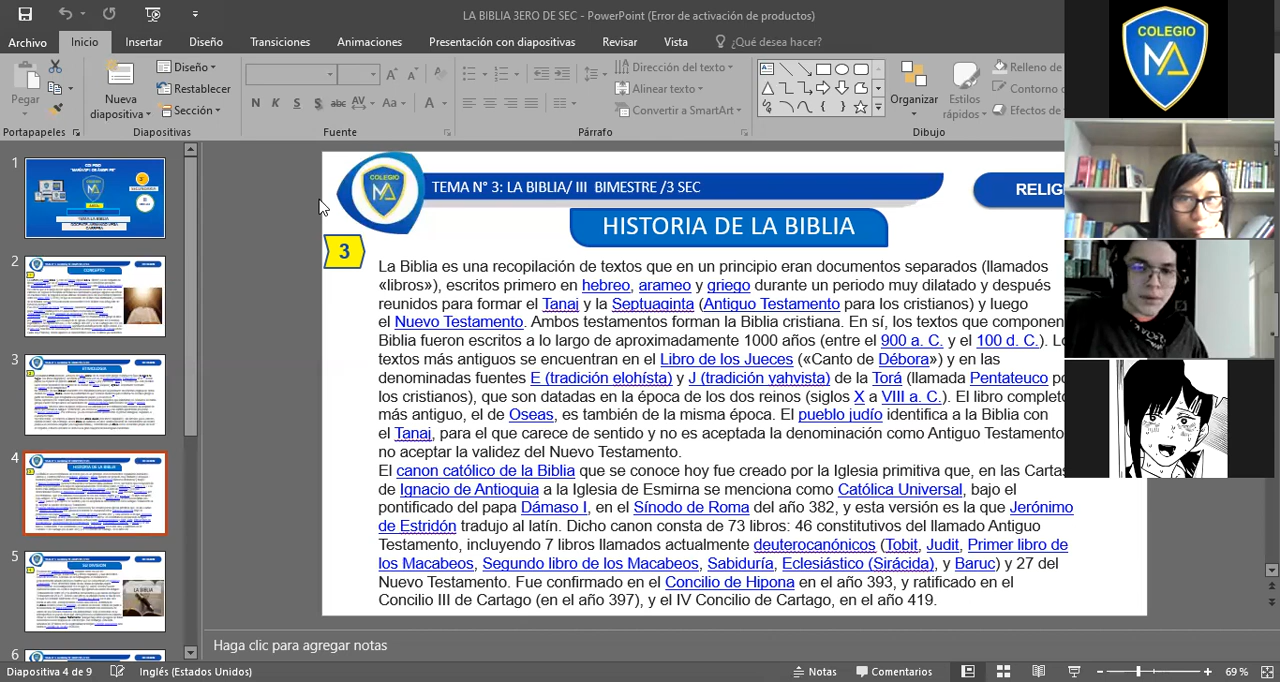 LA BIBLIA 3ERO DE SEC - PowerPoint (Error de activación de productos)
Archivo Inicio Insertar Diseño Transiciones Animaciones Presentación con diapositivas Revisar Vista ¿Qué desea hacer?
Pegar
Nueva diapositiva
Diseño
Restablecer
Sección
N K S S abc AV Aa A
Dirección del texto
Alinear texto
Convertir a SmartArt
Organizar
Estilos rápidos
Relleno de
Contorno
Efectos de
Portapapeles Diapositivas Fuente Párrafo Dibujo
COLEGIO
1
2
3
4
5
6
COLEGIO
TEMA N° 3: LA BIBLIA/ III BIMESTRE /3 SEC
RELIG
HISTORIA DE LA BIBLIA
3
La Biblia es una recopilación de textos que en un principio eran documentos separados (llamados
«libros»), escritos primero en hebreo, arameo y griego durante un periodo muy dilatado y después
reunidos para formar el Tanaj y la Septuaginta (Antiguo Testamento para los cristianos) y luego
el Nuevo Testamento. Ambos testamentos forman la Biblia cristiana. En sí, los textos que componen
Biblia fueron escritos a lo largo de aproximadamente 1000 años (entre el 900 a. C. y el 100 d. C.). Lo
textos más antiguos se encuentran en el Libro de los Jueces («Canto de Débora») y en las
denominadas fuentes E (tradición elohísta) y J (tradición yahvista) de la Torá (llamada Pentateuco po
los cristianos), que son datadas en la época de los dos reinos (siglos X a VIII a. C.). El libro completo
más antiguo, el de Oseas es también de la misma época. El pueblo judío identifica a la Biblia con
el Tanaj, para el que carece de sentido y no es aceptada la denominación como Antiguo Testamento
no aceptar la validez del Nuevo Testamento.
El canon católico de la Biblia que se conoce hoy fue sancionado por la Iglesia primitiva, en las Cartas
de Ignacio de Antioquia a la Iglesia de Esmirna se menciona como Católica Universal, bajo el
pontificado del papa Dámaso I, en el Sínodo de Roma del año 382, y esta versión es la que Jerónimo
de Estridón tradujo al latín. Dicho canon consta de 73 libros: 46 constitutivos del llamado Antiguo
Testamento, incluyendo 7 libros llamados actualmente deuterocanónicos (Tobit, Judit, Primer libro de
los Macabeos, Segundo libro de los Macabeos, Sabiduría, Eclesiástico (Sirácida), y Baruc) y 27 del
Nuevo Testamento. Fue confirmado en el Concilio de Hipona en el año 393, y ratificado en el
Concilio III de Cartago (en el año 397), y el IV Concilio de Cartago, en el año 419.
Haga clic para agregar notas
Diapositiva 4 de 9 Inglés (Estados Unidos) Notas Comentarios 69 %